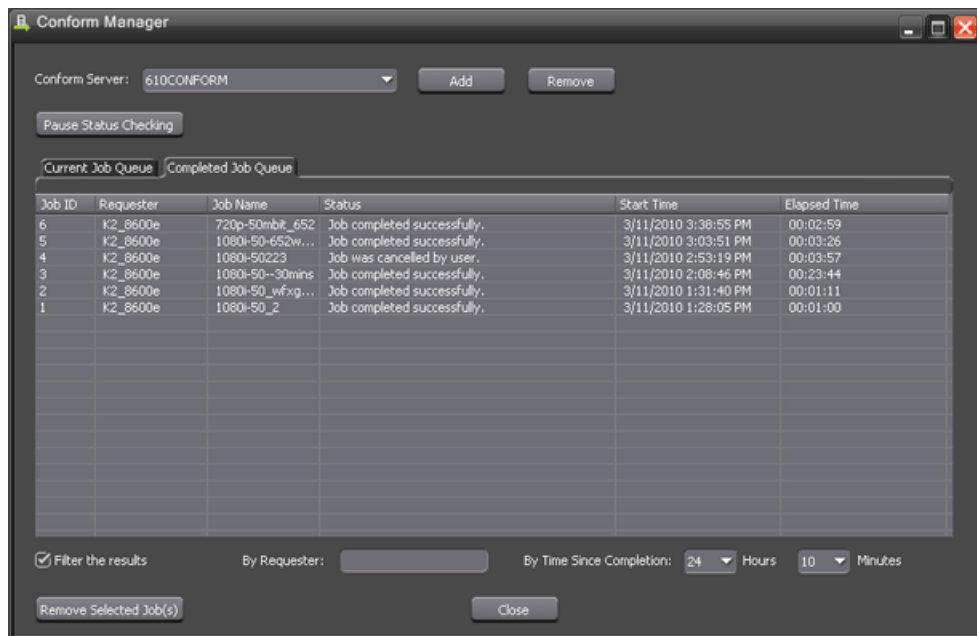 Conform Manager
Conform Server: 610CONFORM Add Remove
Pause Status Checking
Current Job Queue Completed Job Queue
Job ID Requester Job Name Status Start Time Elapsed Time
6 K2_8600e 720p-50mbit_652 Job completed successfully. 3/11/2010 3:38:55 PM 00:02:59
5 K2_8600e 1080i-50-652w... Job completed successfully. 3/11/2010 3:03:51 PM 00:03:26
4 K2_8600e 1080i-50223 Job was cancelled by user. 3/11/2010 2:53:19 PM 00:03:57
3 K2_8600e 1080i-50--30mins Job completed successfully. 3/11/2010 2:08:46 PM 00:23:44
2 K2_8600e 1080i-50_wfxg... Job completed successfully. 3/11/2010 1:31:40 PM 00:01:11
1 K2_8600e 1080i-50_2 Job completed successfully. 3/11/2010 1:28:05 PM 00:01:00
Filter the results By Requester: By Time Since Completion: 24 Hours 10 Minutes
Remove Selected Job(s) Close